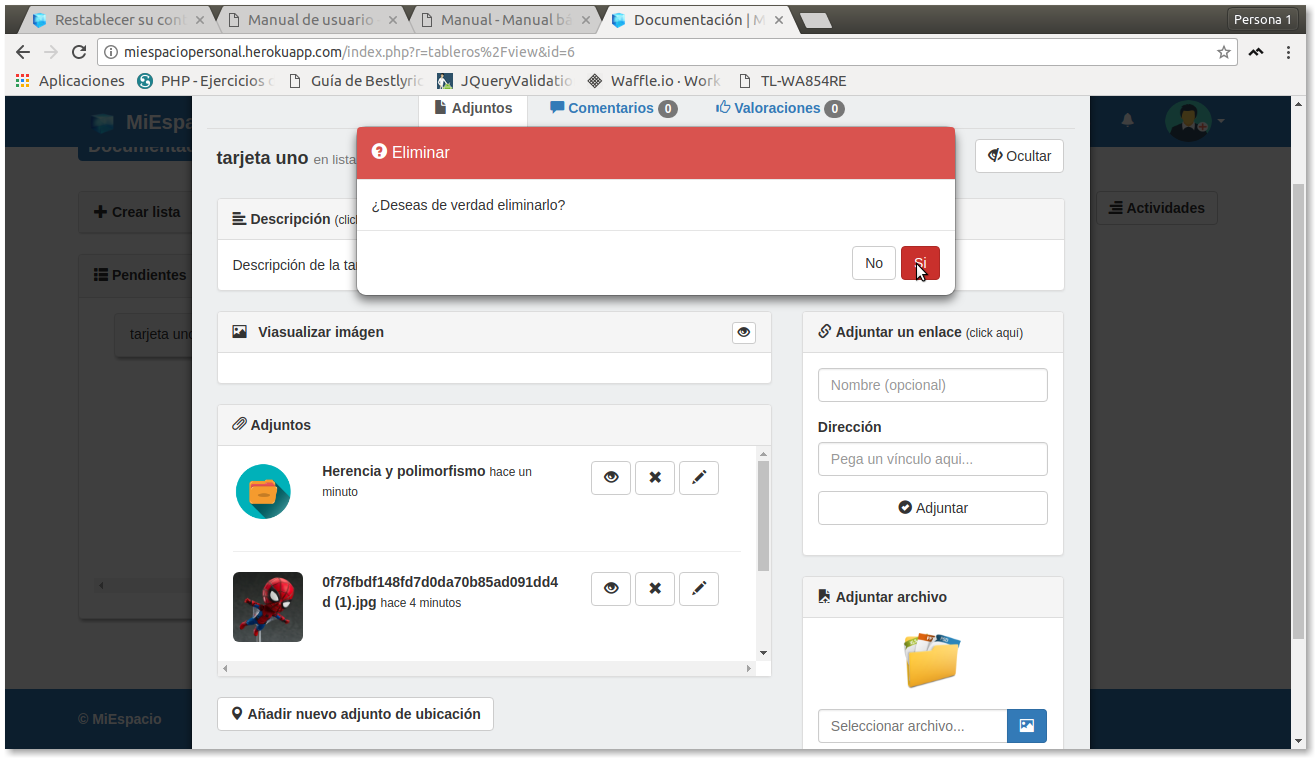 Restablecer su con
Manual de usuario
Manual - Manual bá
Documentación | M
Persona 1
miespaciopersonal.herokuapp.com/index.php?r=tableros%2Fview&id=6
Aplicaciones
PHP - Ejercicios
Guía de Bestlyric
JQueryValidatio
Waffle.io · Work
TL-WA854RE
MiEspa
Adjuntos
Comentarios 0
Valoraciones 0
Documentac
Eliminar
tarjeta uno en lista
Ocultar
¿Deseas de verdad eliminarlo?
Crear lista
Descripción (clic
Actividades
No
Si
Pendientes
Descripción de la ta
tarjeta uno
Viasualizar imágen
Adjuntar un enlace (click aquí)
Nombre (opcional)
Adjuntos
Dirección
Pega un vínculo aqui...
Herencia y polimorfismo hace un
minuto
Adjuntar
0f78fbdf148fd7d0da70b85ad091dd4
d (1).jpg hace 4 minutos
Adjuntar archivo
Añadir nuevo adjunto de ubicación
Seleccionar archivo...
© MiEspacio